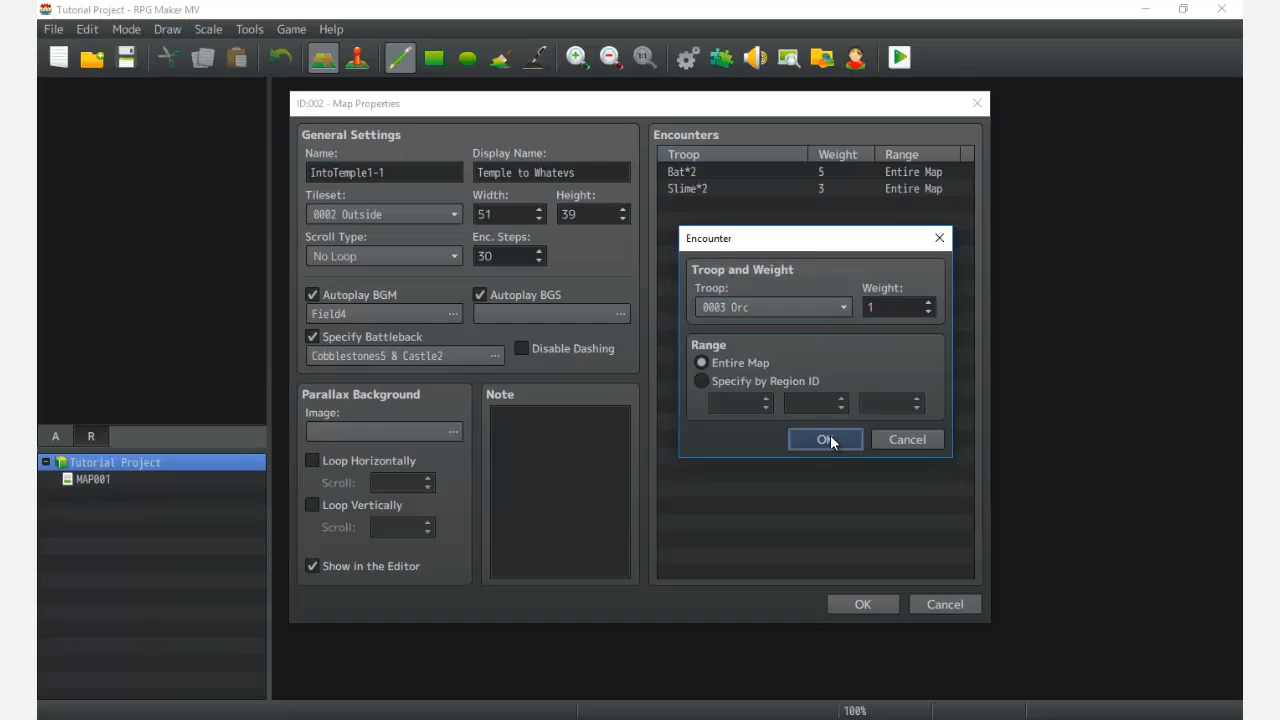 Tutorial Project - RPG Maker MV
File Edit Mode Draw Scale Tools Game Help
1:1
ID:002 - Map Properties
General Settings
Name: Display Name:
IntoTemple1-1 Temple to Whatevs
Tileset: Width: Height:
0002 Outside 51 39
Scroll Type: Enc. Steps:
No Loop 30
Autoplay BGM Autoplay BGS
Field4 ... ...
Specify Battleback
Cobblestones5 & Castle2 ...
Disable Dashing
Parallax Background
Image:
...
Loop Horizontally
Scroll:
Loop Vertically
Scroll:
Show in the Editor
Note
Encounters
Troop Weight Range
Bat*2 5 Entire Map
Slime*2 3 Entire Map
Encounter
Troop and Weight
Troop: Weight:
0003 Orc 1
Range
Entire Map
Specify by Region ID
OK Cancel
OK Cancel
A R
Tutorial Project
MAP001
100%